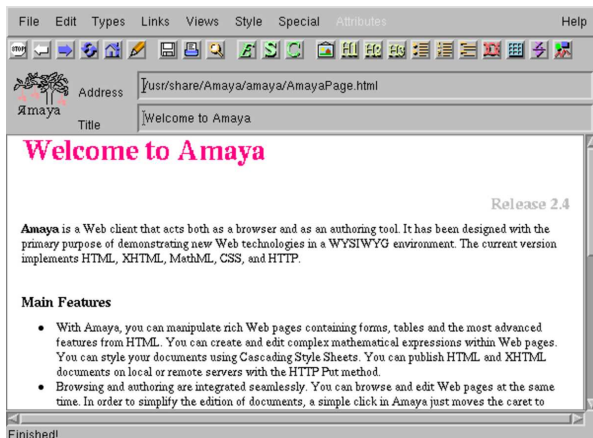 File Edit Types Links Views Style Special Attributes Help
STOP E S C H1 H2 H3
Amaya
Address /usr/share/Amaya/amaya/AmayaPage.html
Title Welcome to Amaya
Welcome to Amaya
Release 2.4
Amaya is a Web client that acts both as a browser and as an authoring tool. It has been designed with the
primary purpose of demonstrating new Web technologies in a WYSIWYG environment. The current version
implements HTML, XHTML, MathML, CSS, and HTTP.
Main Features
• With Amaya, you can manipulate rich Web pages containing forms, tables and the most advanced
features from HTML. You can create and edit complex mathematical expressions within Web pages.
You can style your documents using Cascading Style Sheets. You can publish HTML and XHTML
documents on local or remote servers with the HTTP Put method.
• Browsing and authoring are integrated seamlessly. You can browse and edit Web pages at the same
time. In order to simplify the edition of documents, a simple click in Amaya just moves the caret to
Finished!